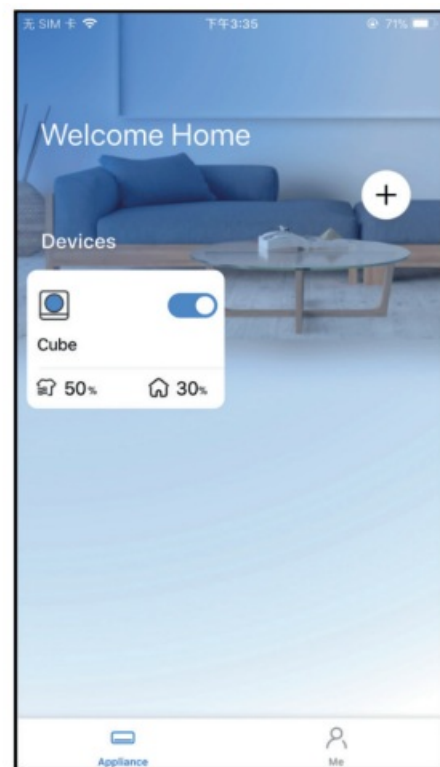 无 SIM 卡 下午3:35 71%
Welcome Home
+
Devices
Cube
50% 30%
Appliance Me